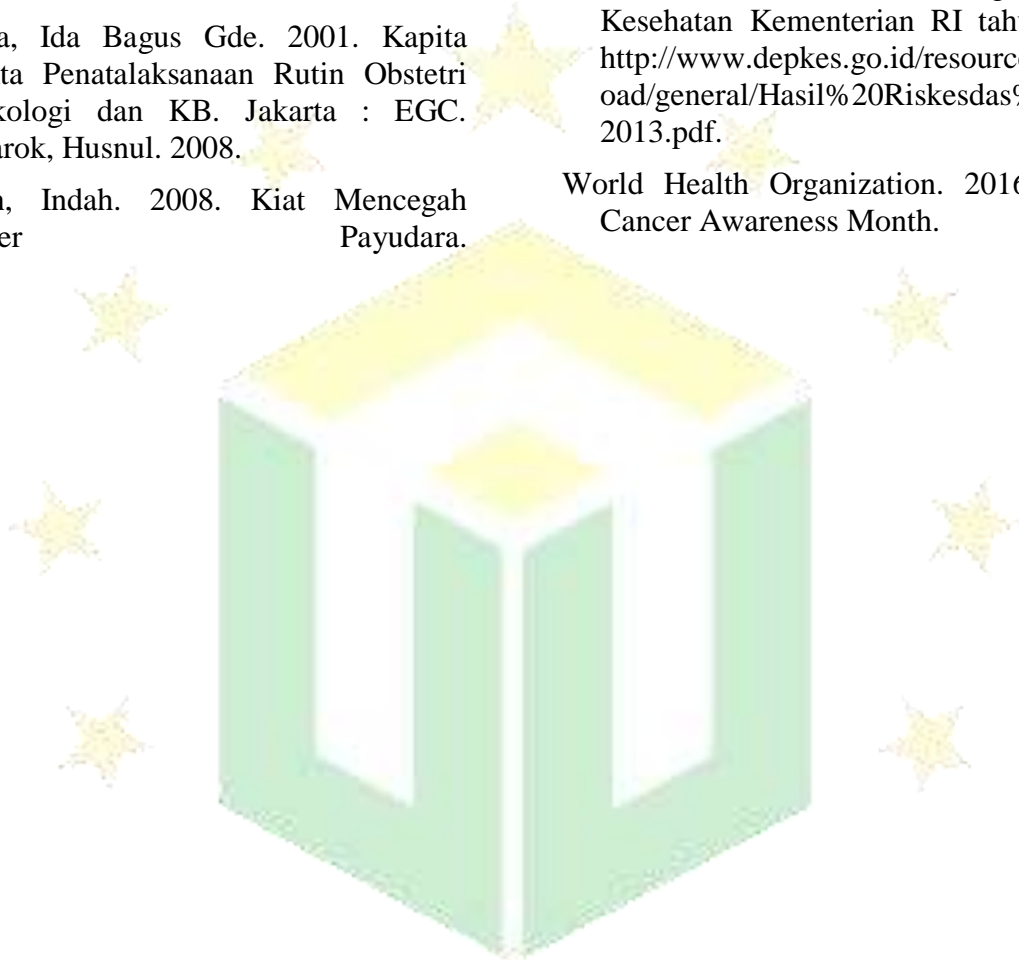 a, Ida Bagus Gde. 2001. Kapita
ta Penatalaksanaan Rutin Obstetri
kologi dan KB. Jakarta : EGC.
arok, Husnul. 2008.
n, Indah. 2008. Kiat Mencegah
er Payudara.
Kesehatan Kementerian RI tah
http://www.depkes.go.id/resourc
oad/general/Hasil%20Riskesdas%
2013.pdf.
World Health Organization. 2016
Cancer Awareness Month.